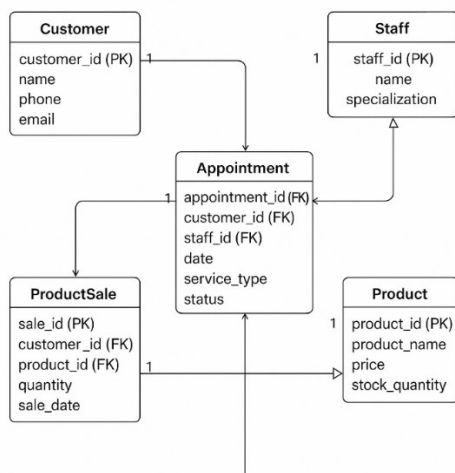 Customer
customer_id (PK)
name
phone
email
1
1
Staff
staff_id (PK)
name
specialization
Appointment
1
appointment_id (FK)
customer_id (FK)
staff_id (FK)
date
service_type
status
ProductSale
sale_id (PK)
customer_id (FK)
product_id (FK)
quantity
sale_date
1
1
Product
product_id (PK)
product_name
price
stock_quantity